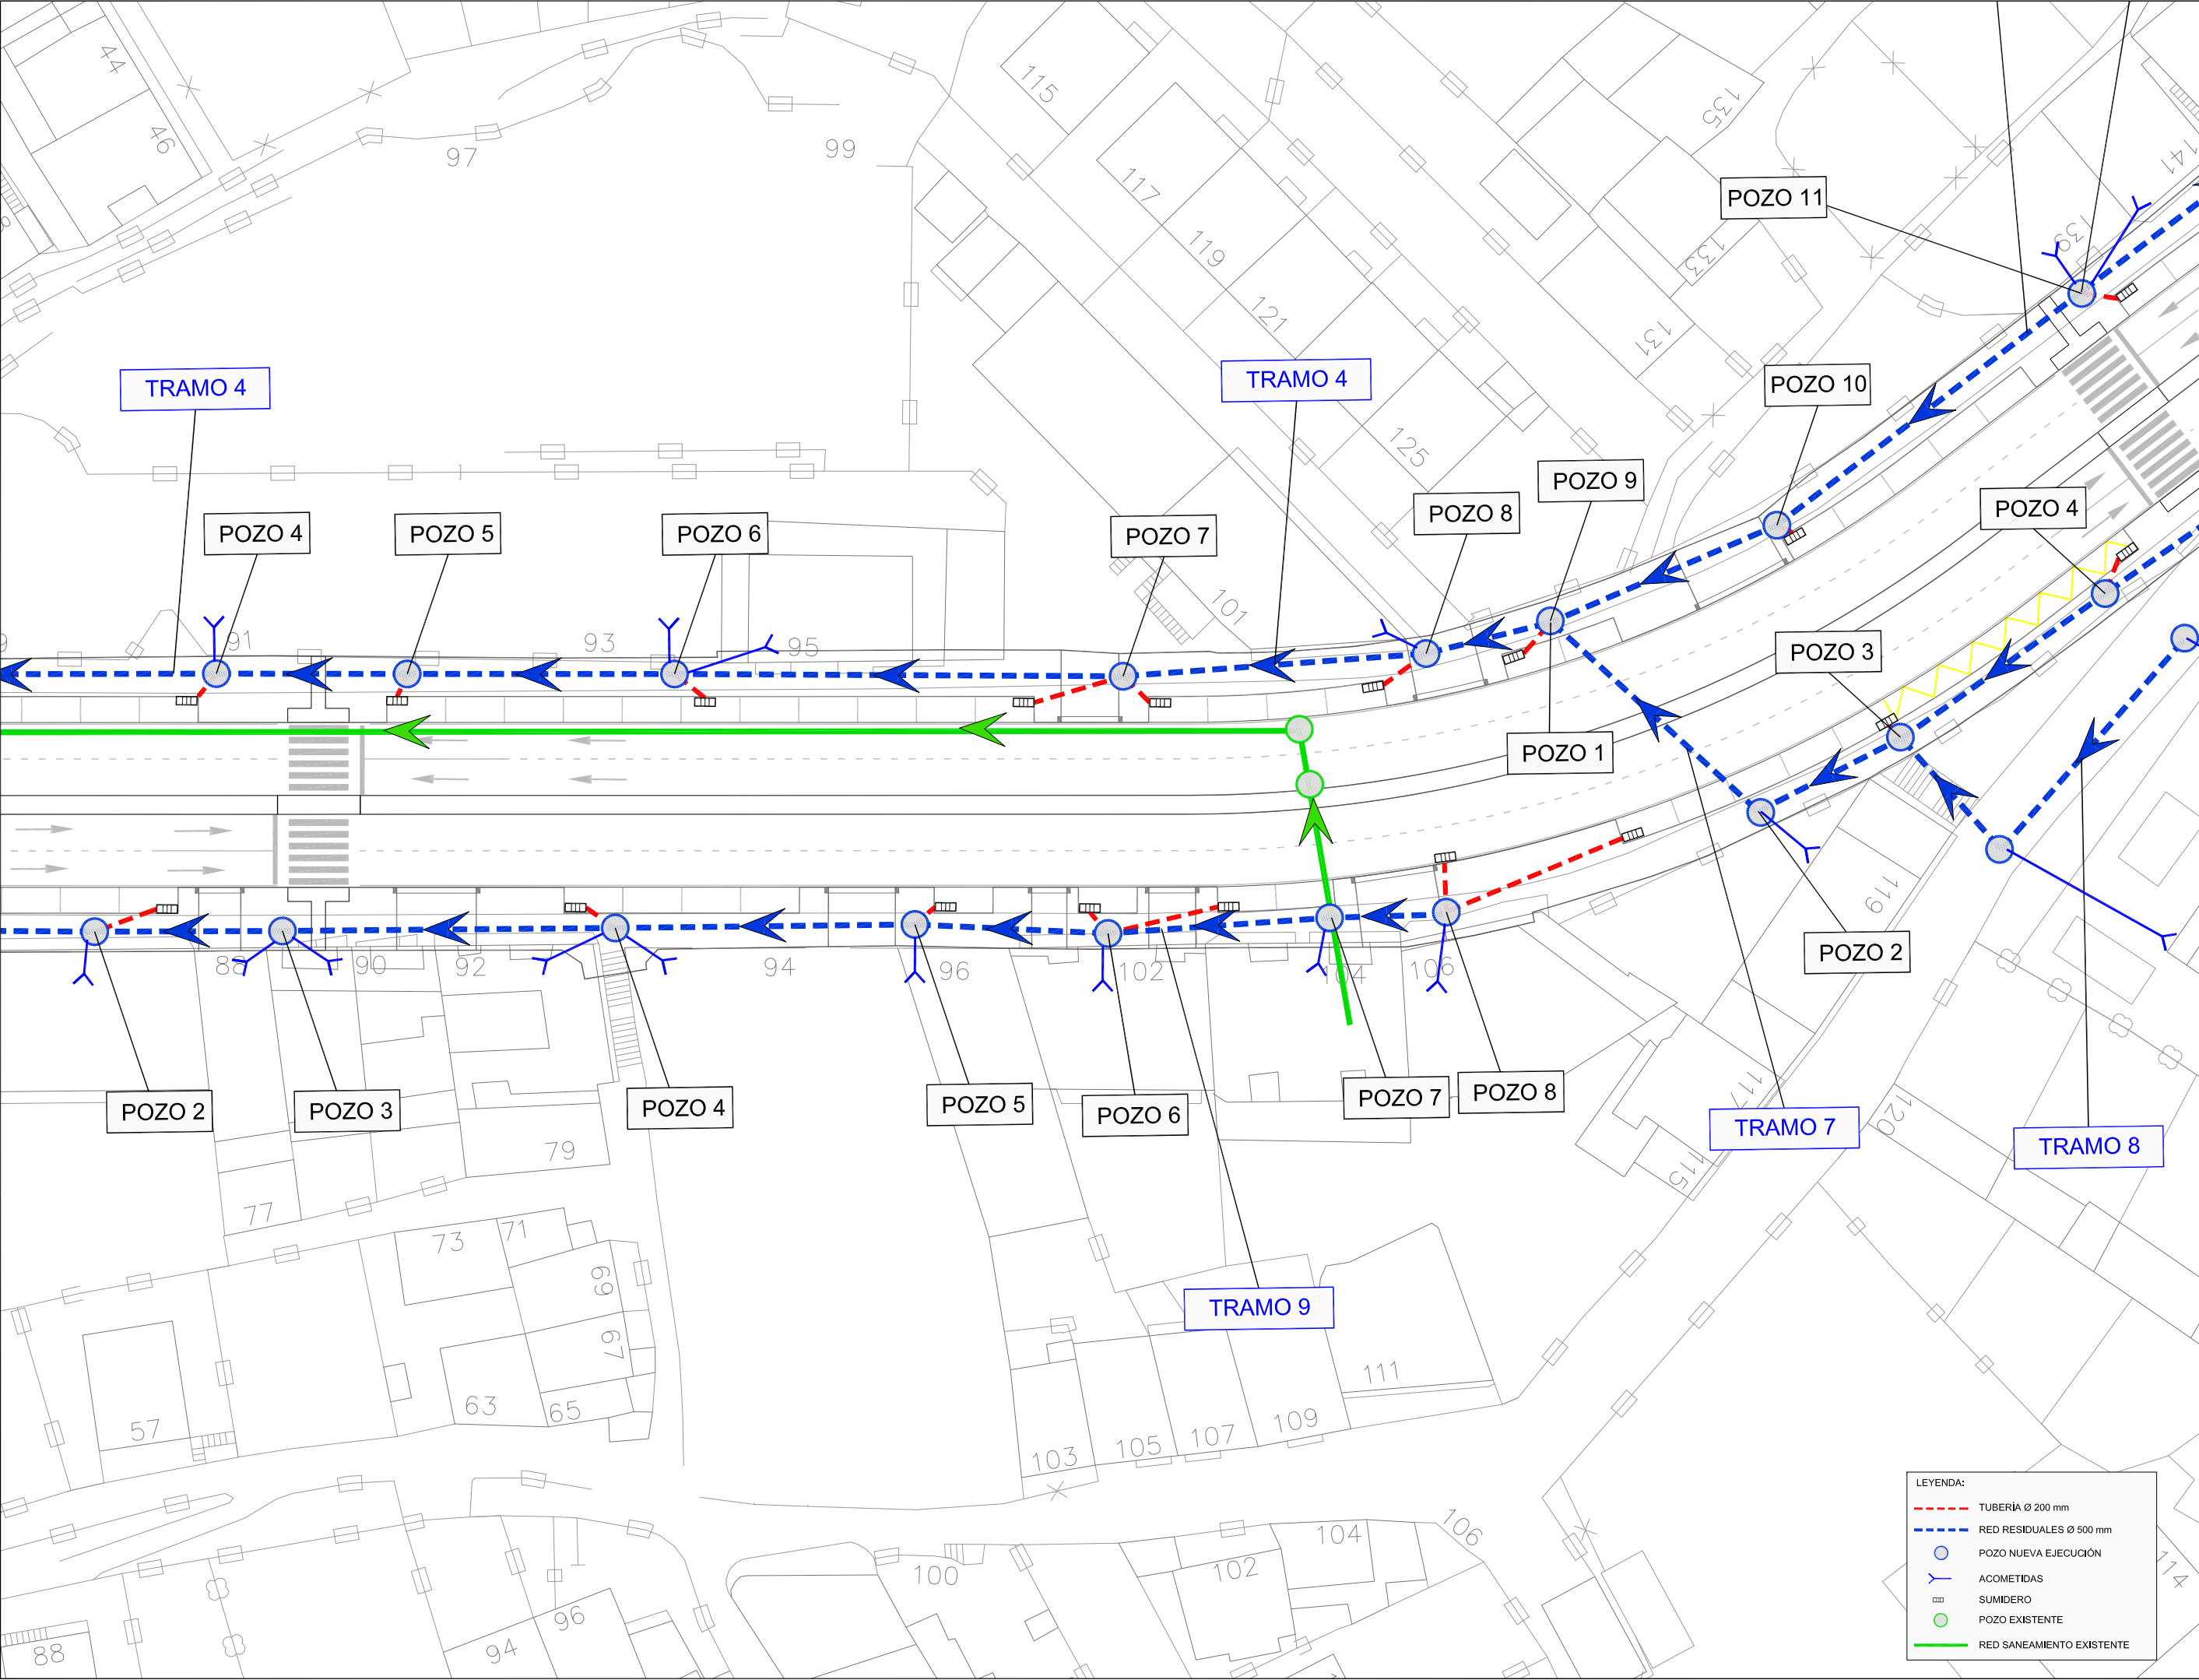 44
46
97
99
115
117
119
121
125
135
133
131
141
139
POZO 11
TRAMO 4
TRAMO 4
POZO 10
POZO 9
POZO 8
POZO 4
POZO 4
POZO 5
POZO 6
POZO 7
101
91
93
95
POZO 3
POZO 1
POZO 2
119
88
90
92
94
96
102
104
106
POZO 2
POZO 3
POZO 4
POZO 5
POZO 6
POZO 7
POZO 8
TRAMO 7
TRAMO 8
117
120
115
79
77
73
71
69
67
TRAMO 9
63
65
57
111
109
107
105
103
106
104
102
100
96
94
88
114
LEYENDA:
TUBERÍA Ø 200 mm
RED RESIDUALES Ø 500 mm
POZO NUEVA EJECUCIÓN
ACOMETIDAS
SUMIDERO
POZO EXISTENTE
RED SANEAMIENTO EXISTENTE